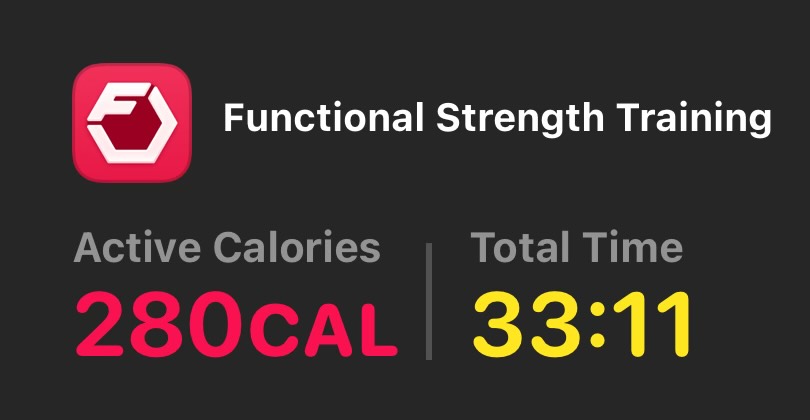 Functional Strength Training
Active Calories
280CAL
Total Time
33:11